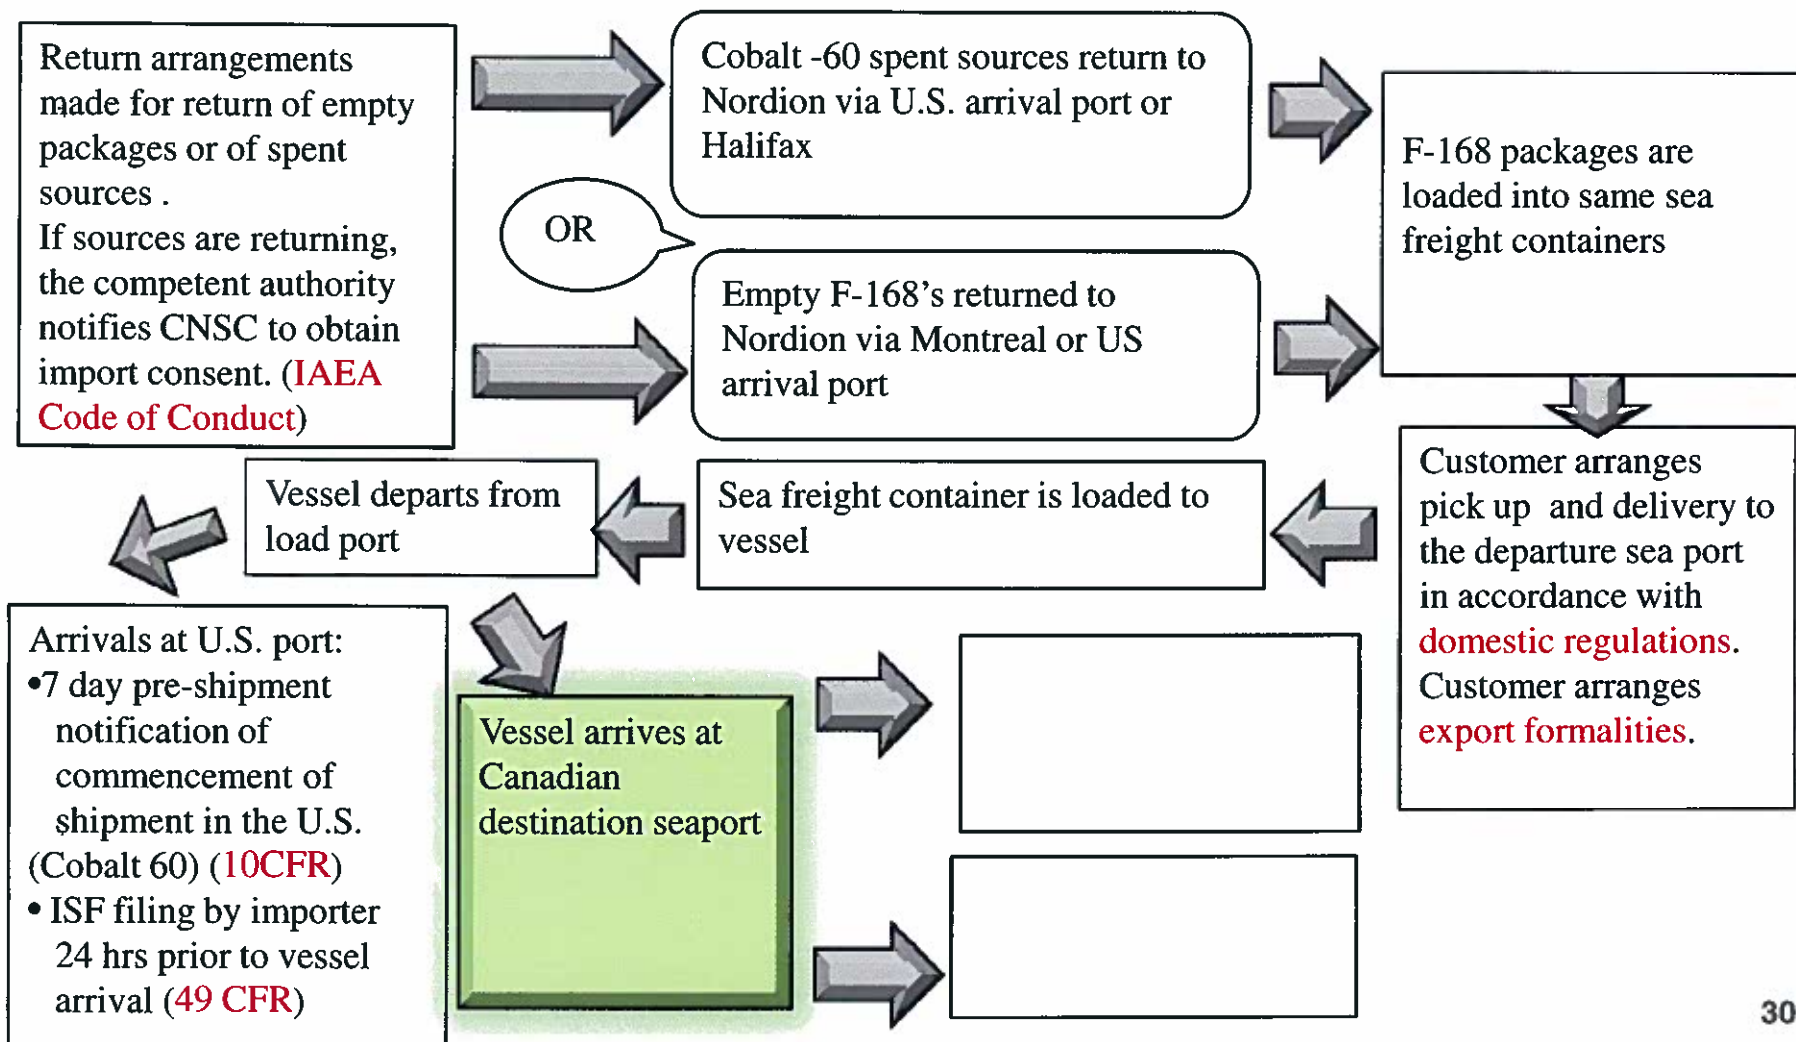 Return arrangements
made for return of empty
packages or of spent
sources .
If sources are returning,
the competent authority
notifies CNSC to obtain
import consent. (IAEA
Code of Conduct)
Cobalt -60 spent sources return to
Nordion via U.S. arrival port or
Halifax
OR
Empty F-168’s returned to
Nordion via Montreal or US
arrival port
F-168 packages are
loaded into same sea
freight containers
Customer arranges
pick up and delivery to
the departure sea port
in accordance with
domestic regulations.
Customer arranges
export formalities.
Sea freight container is loaded to
vessel
Vessel departs from
load port
Arrivals at U.S. port:
•7 day pre-shipment
notification of
commencement of
shipment in the U.S.
(Cobalt 60) (10CFR)
• ISF filing by importer
24 hrs prior to vessel
arrival (49 CFR)
Vessel arrives at
Canadian
destination seaport
30